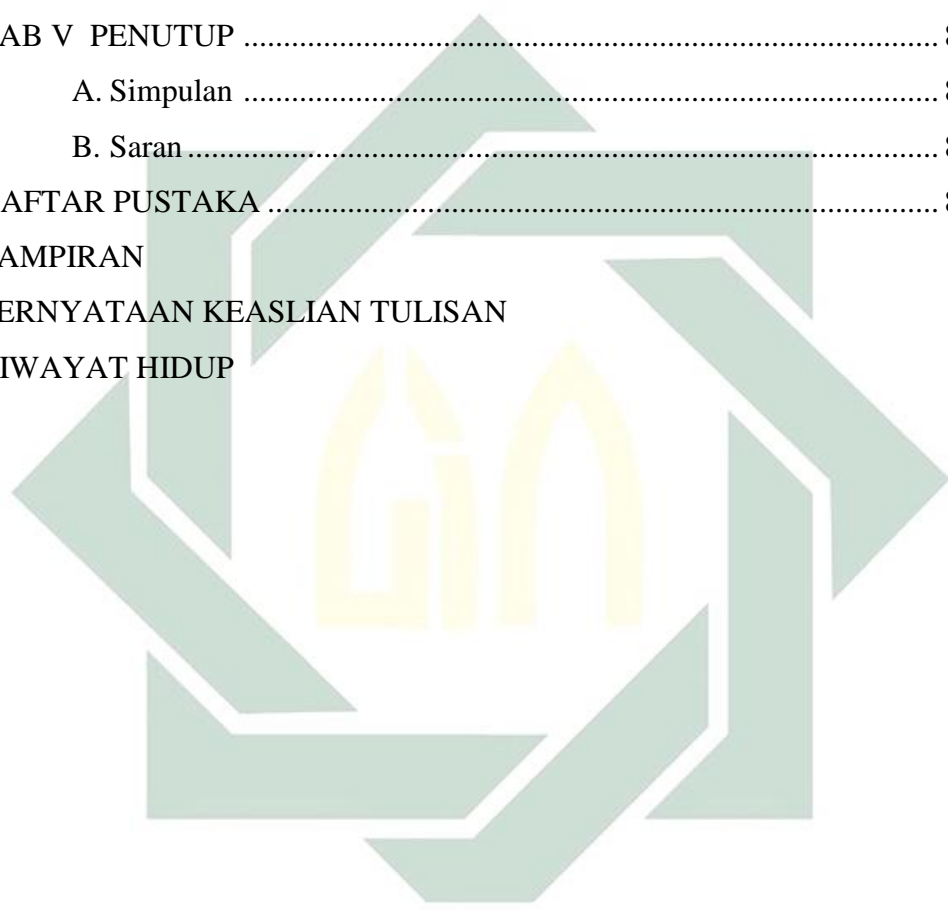 AB V PENUTUP ........................................................................................ 8
A. Simpulan ........................................................................................ 8
B. Saran .............................................................................................. 8
AFTAR PUSTAKA .................................................................................... 8
AMPIRAN
ERNYATAAN KEASLIAN TULISAN
IWAYAT HIDUP